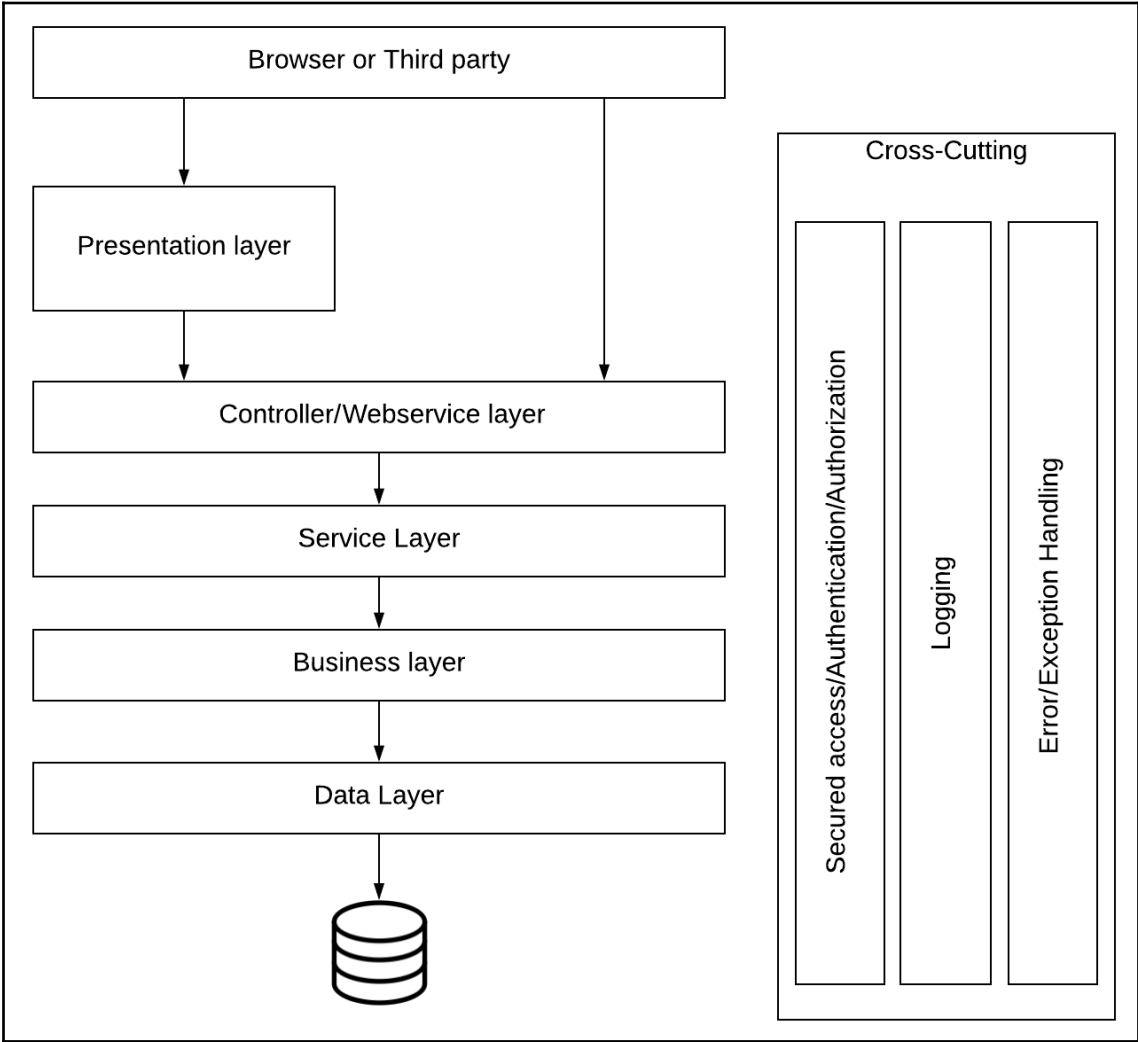 Browser or Third party
Cross-Cutting
Presentation layer
Controller/Webservice layer
Service Layer
Business layer
Data Layer
Secured access/Authentication/Authorization
Logging
Error/Exception Handling